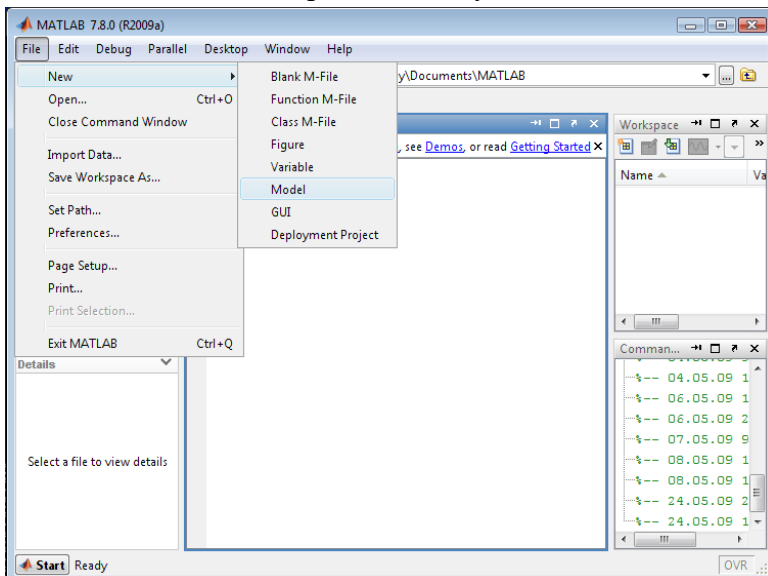 MATLAB 7.8.0 (R2009a)
File Edit Debug Parallel Desktop Window Help
New
Open... Ctrl+O
Close Command Window
Import Data...
Save Workspace As...
Set Path...
Preferences...
Page Setup...
Print...
Print Selection...
Exit MATLAB Ctrl+Q
Blank M-File
Function M-File
Class M-File
Figure
Variable
Model
GUI
Deployment Project
y\Documents\MATLAB
, see Demos, or read Getting Started
Workspace
Name Va
Details
Select a file to view details
Comman...
%-- 04.05.09 1
%-- 06.05.09 1
%-- 06.05.09 2
%-- 07.05.09 9
%-- 08.05.09 1
%-- 08.05.09 1
%-- 24.05.09 2
%-- 24.05.09 1
Start Ready
OVR